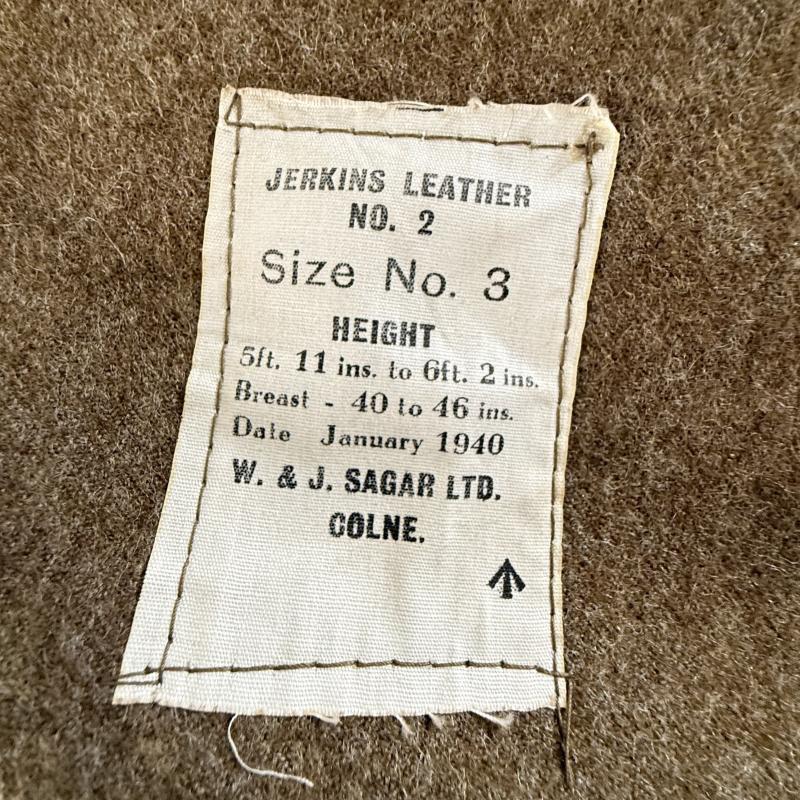 JERKINS LEATHER
NO. 2
Size No. 3
HEIGHT
5ft. 11 ins. to 6ft. 2 ins.
Breast - 40 to 46 ins.
Date January 1940
W. & J. SAGAR LTD.
COLNE.